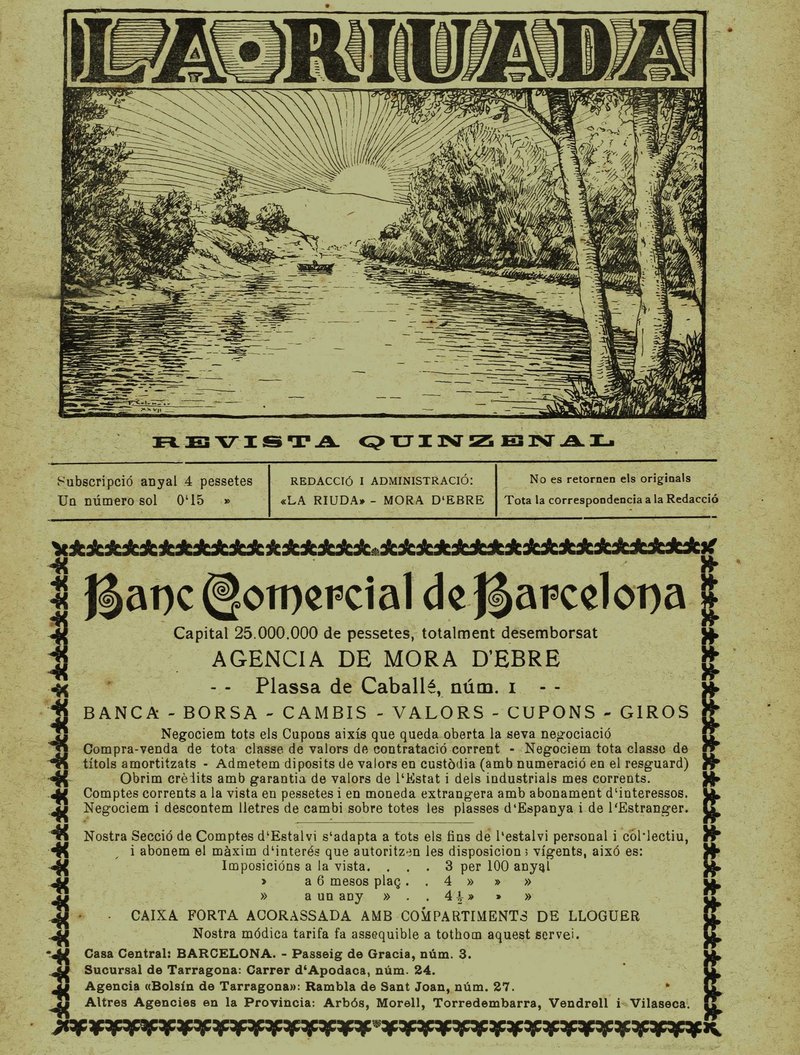 LA RIUADA
REVISTA QUINZENAL
Subscripció anyal 4 pessetes
Un número sol 0'15 »
REDACCIÓ I ADMINISTRACIÓ:
«LA RIUDA» - MORA D'EBRE
No es retornen els originals
Tota la correspondencia a la Redacció
Banc Comercial de Barcelona
Capital 25.000.000 de pessetes, totalment desemborsat
AGENCIA DE MORA D'EBRE
-- Plassa de Caballé, núm. 1 --
BANCA - BORSA - CAMBIS - VALORS - CUPONS - GIROS
Negociem tots els Cupons aixís que queda oberta la seva negociació
Compra-venda de tota classe de valors de contratació corrent - Negociem tota classe de
títols amortitzats - Admetem diposits de valors en custòdia (amb numeració en el resguard)
Obrim crèdits amb garantia de valors de l'Estat i dels industrials mes corrents.
Comptes corrents a la vista en pessetes i en moneda extrangera amb abonament d'interessos.
Negociem i descontem lletres de cambi sobre totes les plasses d'Espanya i de l'Estranger.
Nostra Secció de Comptes d'Estalvi s'adapta a tots els fins de l'estalvi personal i col·lectiu,
i abonem el màxim d'interés que autoritzen les disposicions vígents, aixó es:
Imposicións a la vista. . . . 3 per 100 anyal
» a 6 mesos plaç . . 4 » » »
» a un any » . . 4½ » » »
CAIXA FORTA ACORASSADA AMB COMPARTIMENTS DE LLOGUER
Nostra módica tarifa fa assequible a tothom aquest servei.
Casa Central: BARCELONA. - Passeig de Gracia, núm. 3.
Sucursal de Tarragona: Carrer d'Apodaca, núm. 24.
Agencia «Bolsín de Tarragona»: Rambla de Sant Joan, núm. 27.
Altres Agencies en la Provincia: Arbós, Morell, Torredembarra, Vendrell i Vilaseca.